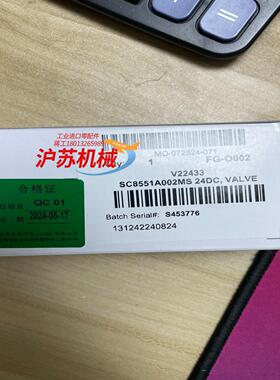 工业进口零配件
蒋工18013265989
沪苏机械
MO-072524-071
1
FG-O002
V22433
SC8551A002MS 24DC, VALVE
Batch Serial#: S453776
131242240824
合格证
QC 01
2024-08-17